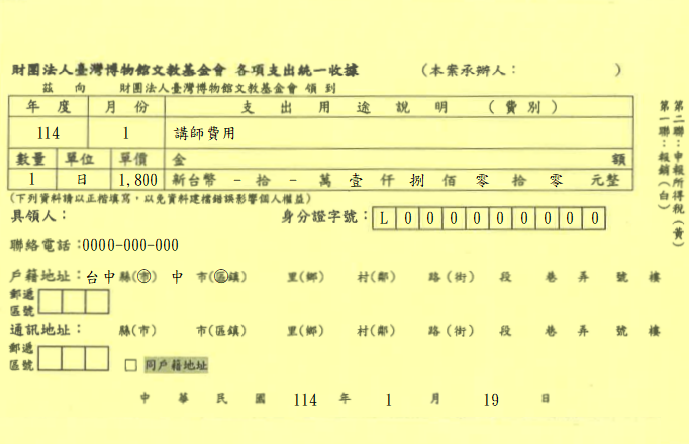 財團法人臺灣博物館文教基金會 各項支出統一收據 （本案承辦人： ）
茲 向 財團法人臺灣博物館文教基金會 領 到
年 度 月 份 支 出 用 途 說 明 （ 費 別 ）
114 1 講師費用
數量 單位 單價 金 額
1 日 1,800 新台幣 - 拾 - 萬 壹 仟 捌 佰 零 拾 零 元整
(下列資料請以正楷填寫，以免資料建檔錯誤影響個人權益)
具領人： 身分證字號： L 0 0 0 0 0 0 0 0 0
聯絡電話：0000-000-000
戶籍地址：台中縣(市) 中 市(區鎮) 里(鄉) 村(鄰) 路(街) 段 巷 弄 號 樓
郵遞
區號
通訊地址： 縣(市) 市(區鎮) 里(鄉) 村(鄰) 路(街) 段 巷 弄 號 樓
郵遞
區號
□ 同戶籍地址
中 華 民 國 114 年 1 月 19 日
第二聯：申報所得稅(黃)
第一聯：報銷(白)